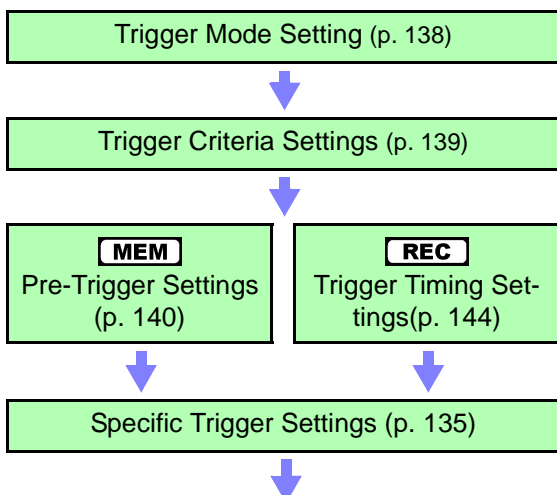 Trigger Mode Setting (p. 138)
Trigger Criteria Settings (p. 139)
MEM
Pre-Trigger Settings
(p. 140)
REC
Trigger Timing Set-
tings(p. 144)
Specific Trigger Settings (p. 135)